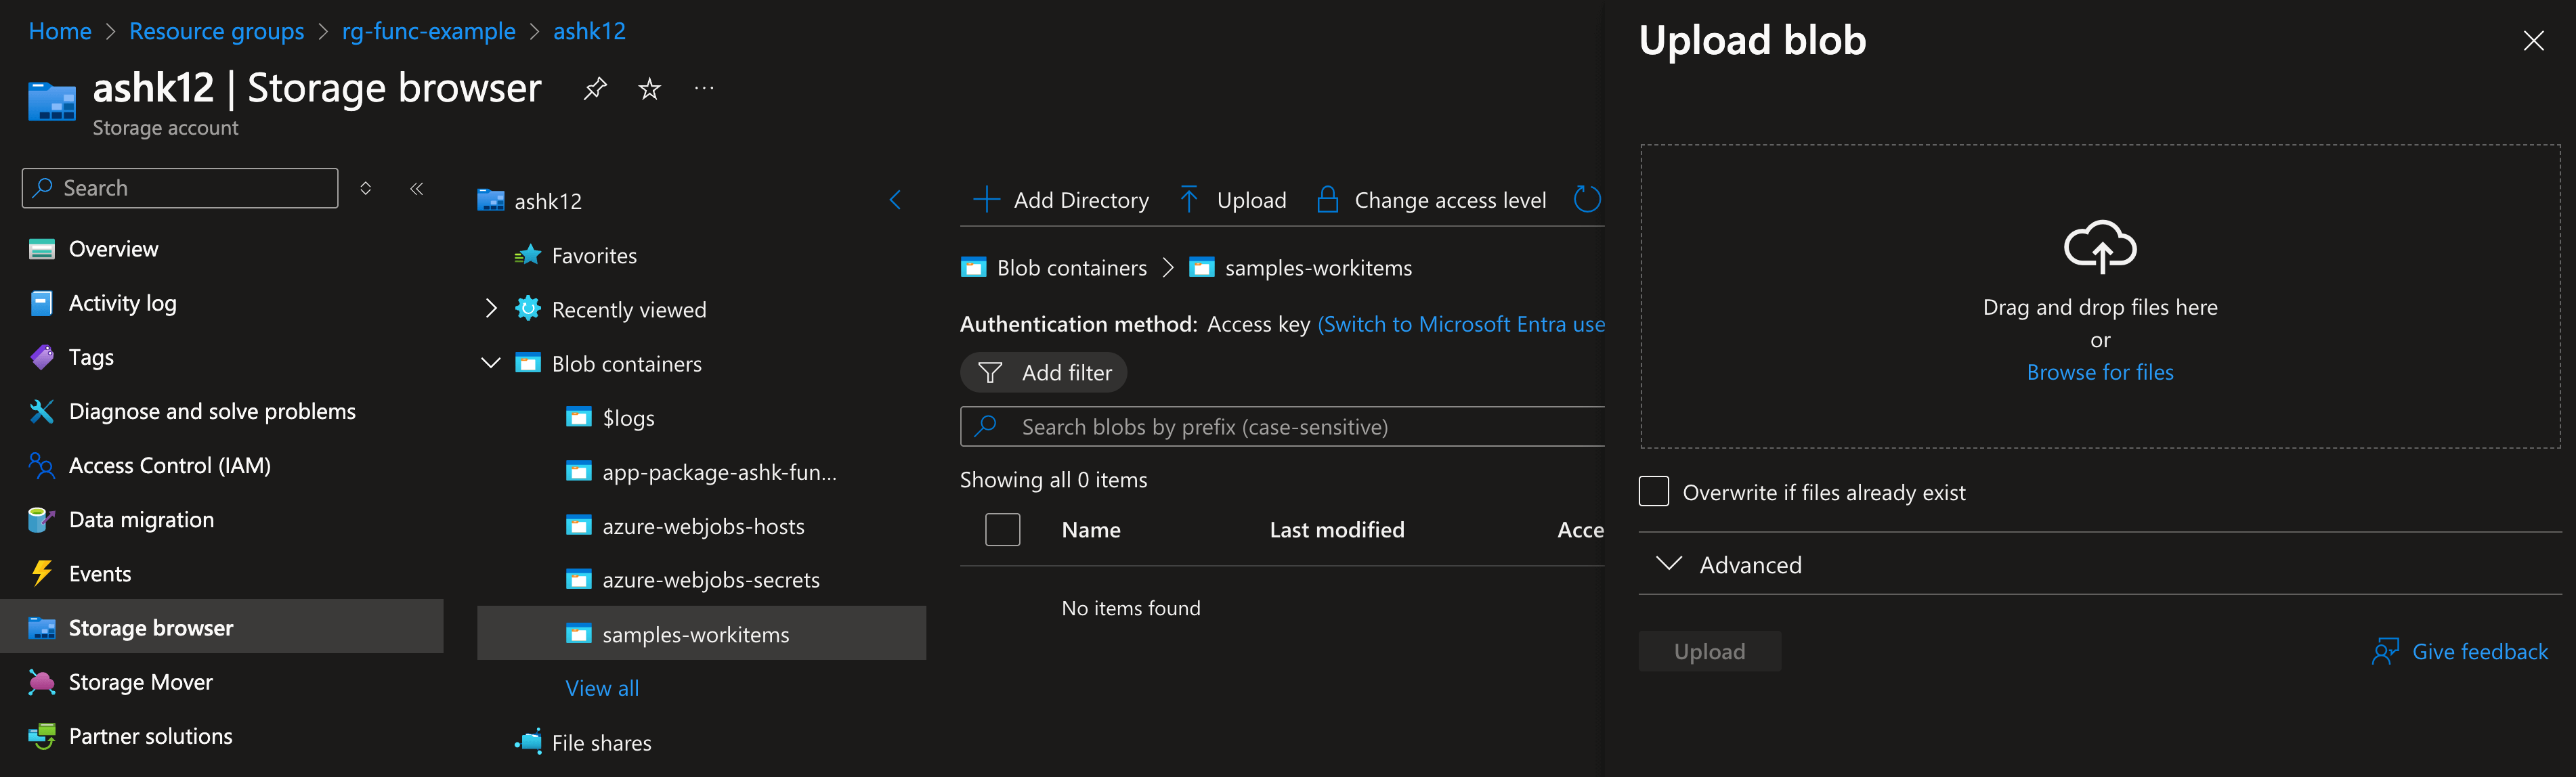 Home > Resource groups > rg-func-example > ashk12
ashk12 | Storage browser
Storage account
Search
Overview
Activity log
Tags
Diagnose and solve problems
Access Control (IAM)
Data migration
Events
Storage browser
Storage Mover
Partner solutions
ashk12
Favorites
Recently viewed
Blob containers
$logs
app-package-ashk-fun...
azure-webjobs-hosts
azure-webjobs-secrets
samples-workitems
View all
File shares
Add Directory Upload Change access level
Blob containers > samples-workitems
Authentication method: Access key (Switch to Microsoft Entra use
Add filter
Search blobs by prefix (case-sensitive)
Showing all 0 items
Name Last modified Acce
No items found
Upload blob
Drag and drop files here
or
Browse for files
Overwrite if files already exist
Advanced
Upload
Give feedback